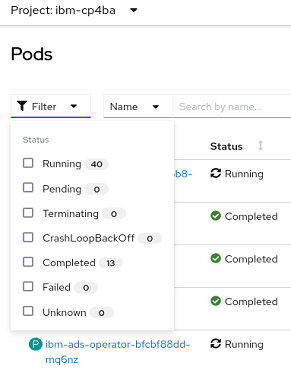 Project: ibm-cp4ba
Pods
Filter
Name
Search by name...
Status
Status
Running 40
b8-
Running
Pending 0
Terminating 0
Completed
CrashLoopBackOff 0
Completed 13
Completed
Failed 0
Unknown 0
Completed
P ibm-ads-operator-bfcbf88dd-
mq6nz
Running